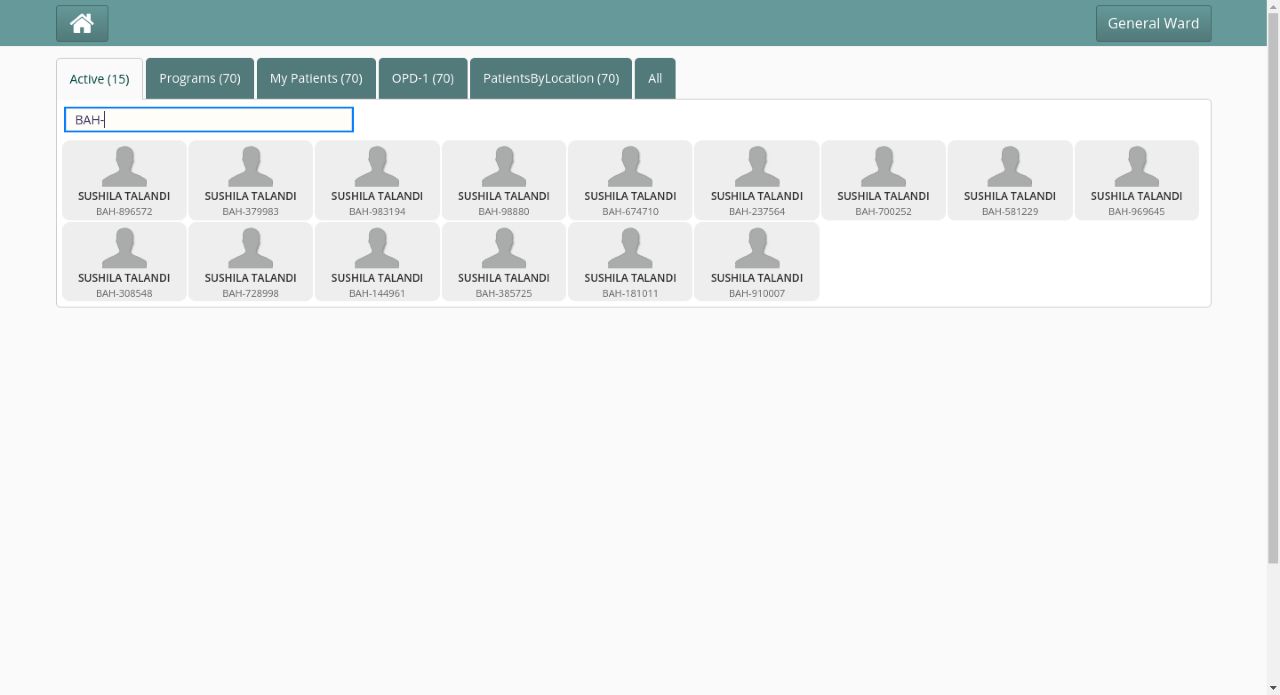 General Ward
Active (15) Programs (70) My Patients (70) OPD-1 (70) PatientsByLocation (70) All
BAH-
SUSHILA TALANDI SUSHILA TALANDI SUSHILA TALANDI SUSHILA TALANDI SUSHILA TALANDI SUSHILA TALANDI SUSHILA TALANDI SUSHILA TALANDI SUSHILA TALANDI
BAH-896572 BAH-379983 BAH-983194 BAH-98880 BAH-674710 BAH-237564 BAH-700252 BAH-581229 BAH-969645
SUSHILA TALANDI SUSHILA TALANDI SUSHILA TALANDI SUSHILA TALANDI SUSHILA TALANDI SUSHILA TALANDI
BAH-308548 BAH-728998 BAH-144961 BAH-385725 BAH-181011 BAH-910007